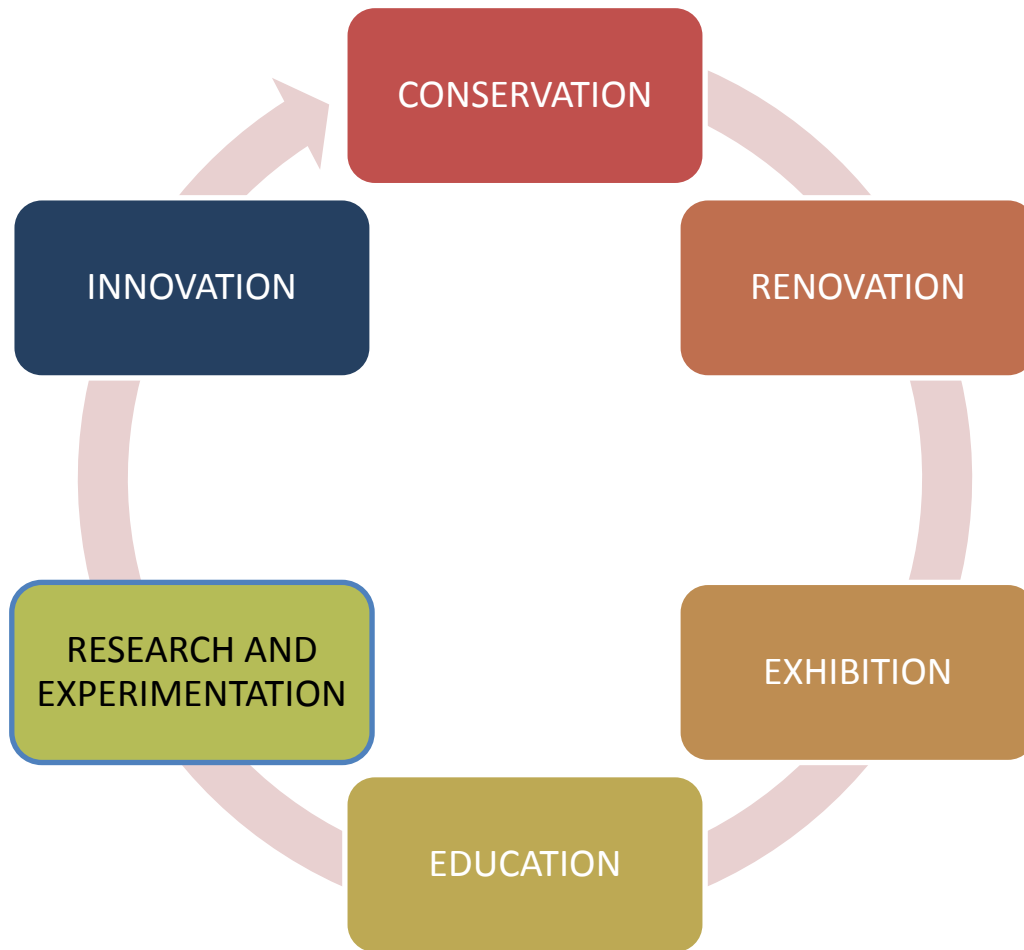 CONSERVATION
RENOVATION
EXHIBITION
EDUCATION
RESEARCH AND
EXPERIMENTATION
INNOVATION